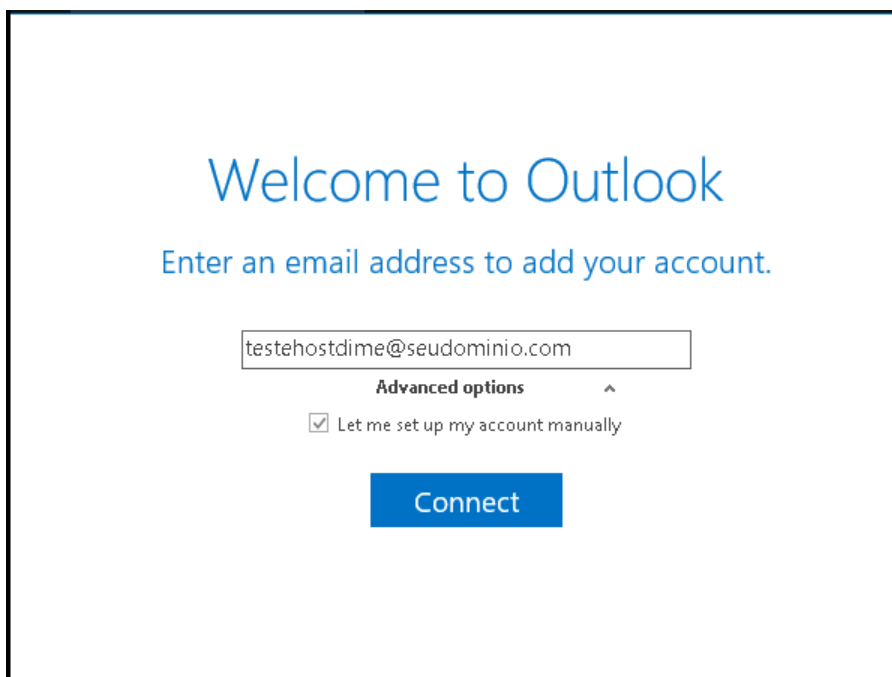 Welcome to Outlook
Enter an email address to add your account.
testehostdime@seudominio.com
Advanced options
Let me set up my account manually
Connect